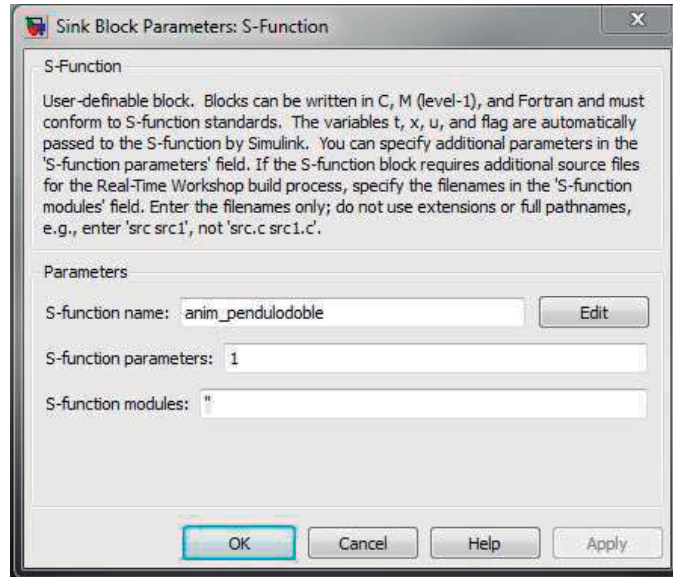 Sink Block Parameters: S-Function
S-Function
User-definable block.  Blocks can be written in C, M (level-1), and Fortran and must
conform to S-function standards.  The variables t, x, u, and flag are automatically
passed to the S-function by Simulink.  You can specify additional parameters in the
'S-function parameters' field. If the S-function block requires additional source files
for the Real-Time Workshop build process, specify the filenames in the 'S-function
modules' field. Enter the filenames only; do not use extensions or full pathnames,
e.g., enter 'src src1', not 'src.c src1.c'.
Parameters
S-function name: anim_pendulodoble Edit
S-function parameters: 1
S-function modules: ''
OK Cancel Help Apply